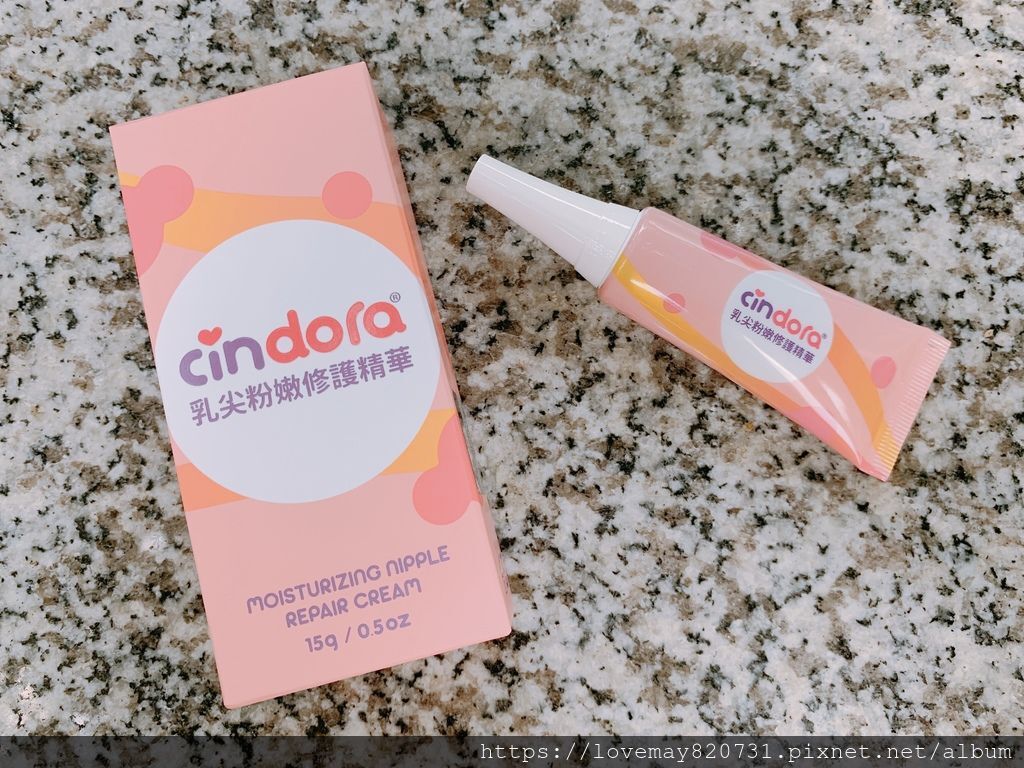 cindora®
乳尖粉嫩修護精華
MOISTURIZING NIPPLE
REPAIR CREAM
15g / 0.5oz
cindora®
乳尖粉嫩修護精華
https://lovemay820731.pixnet.net/album